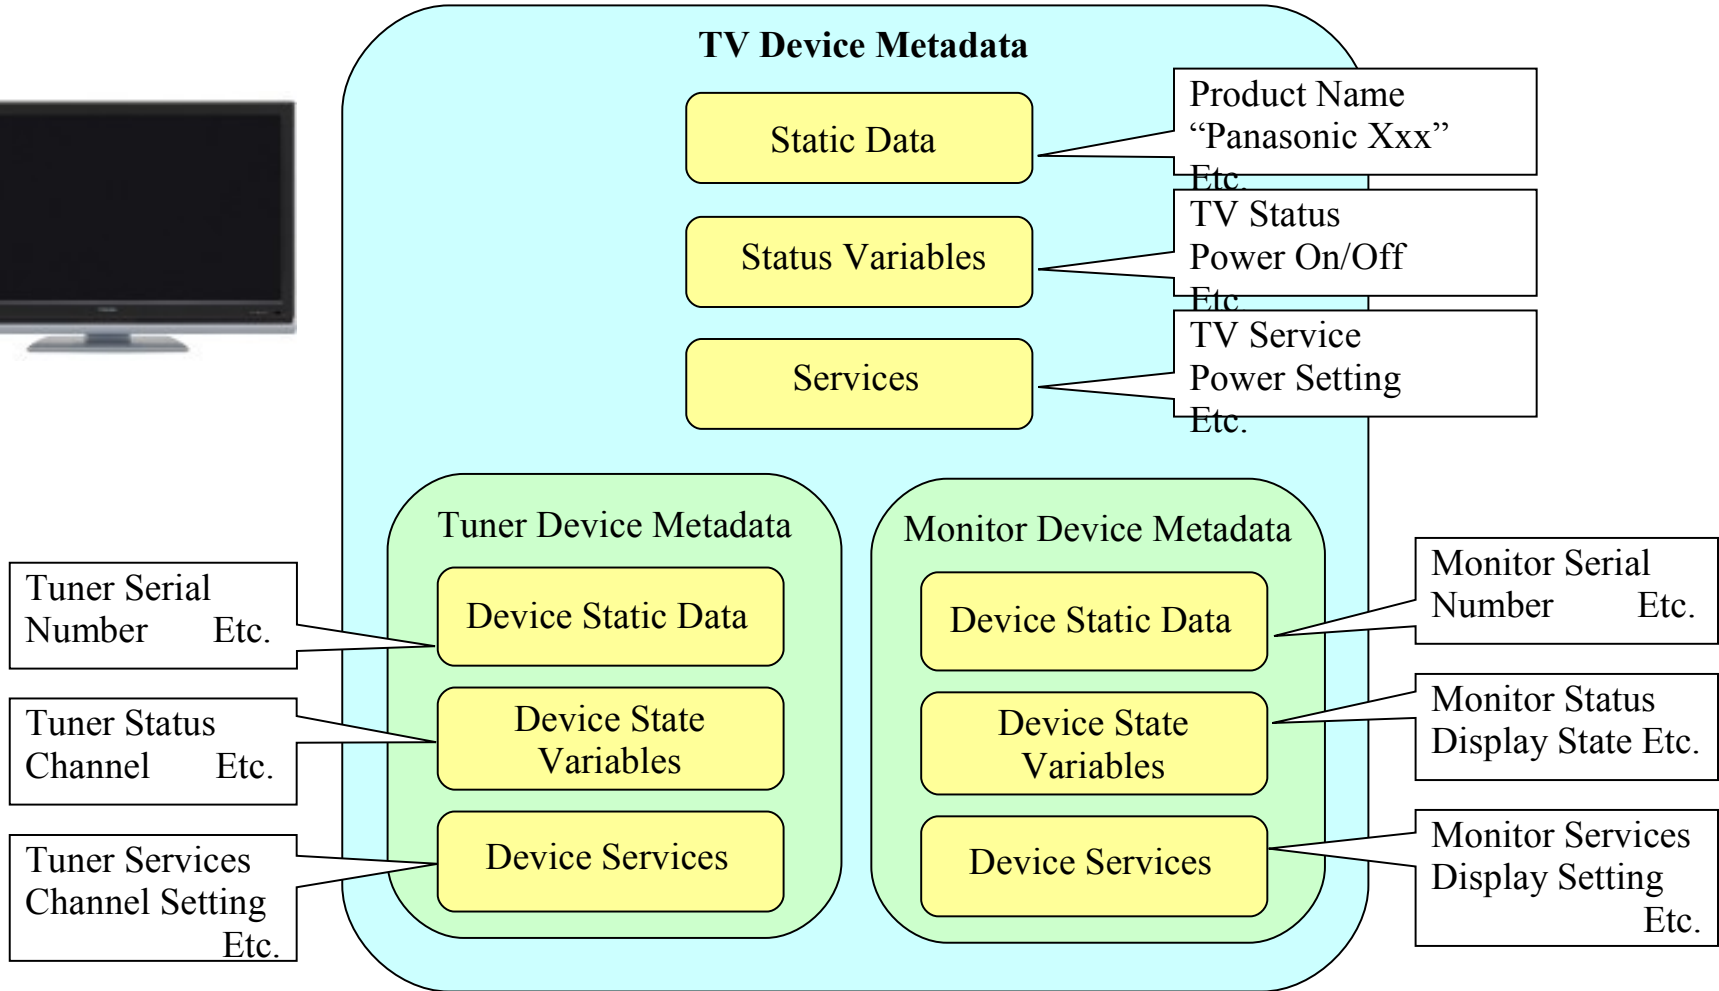 TV Device Metadata
Static Data
Product Name
“Panasonic Xxx”
Etc.
Status Variables
TV Status
Power On/Off
Etc
Services
TV Service
Power Setting
Etc.
Tuner Device Metadata
Device Static Data
Device State
Variables
Device Services
Monitor Device Metadata
Device Static Data
Device State
Variables
Device Services
Tuner Serial
Number Etc.
Tuner Status
Channel Etc.
Tuner Services
Channel Setting
Etc.
Monitor Serial
Number Etc.
Monitor Status
Display State Etc.
Monitor Services
Display Setting
Etc.